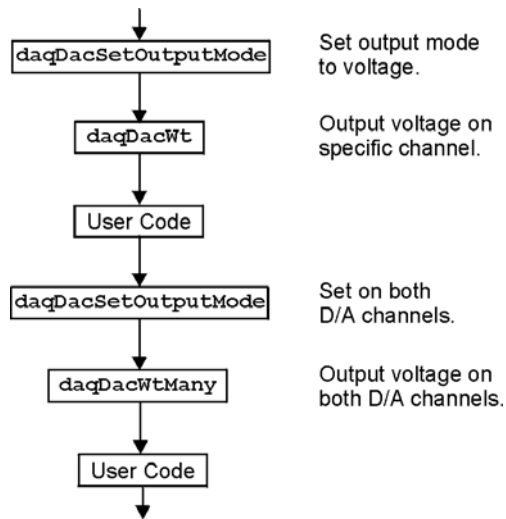 daqDacSetOutputMode
Set output mode
to voltage.
daqDacWt
Output voltage on
specific channel.
User Code
daqDacSetOutputMode
Set on both
D/A channels.
daqDacWtMany
Output voltage on
both D/A channels.
User Code